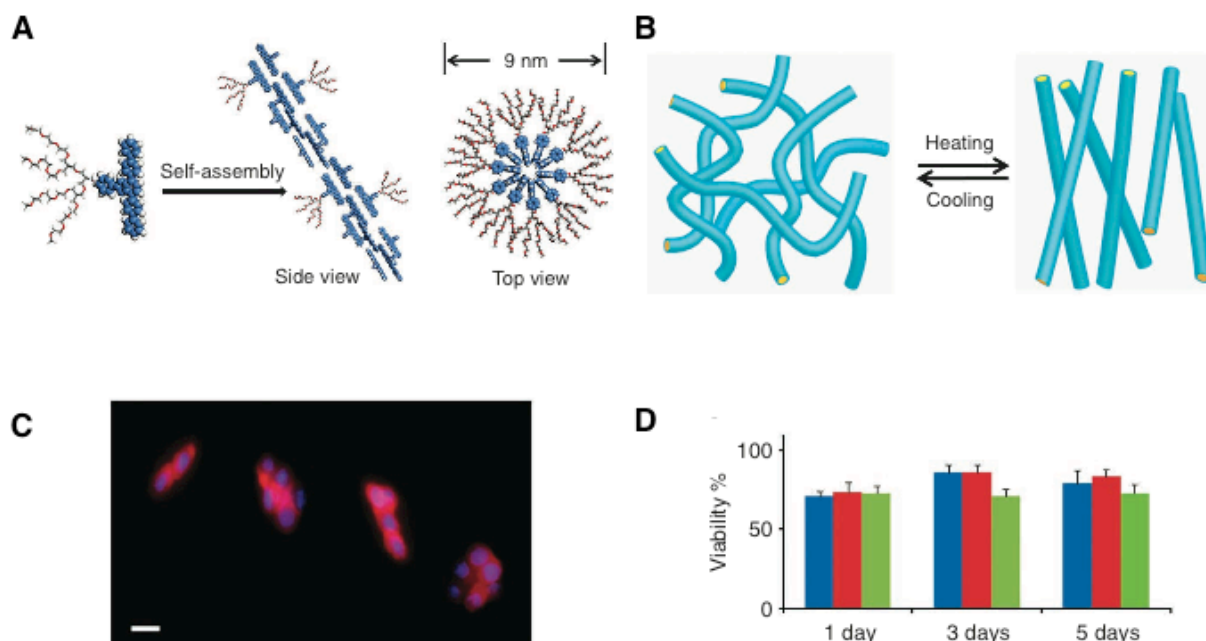 A
9 nm
Self-assembly
Side view
Top view
B
Heating
Cooling
C
D
Viability %
100
50
0
1 day
3 days
5 days